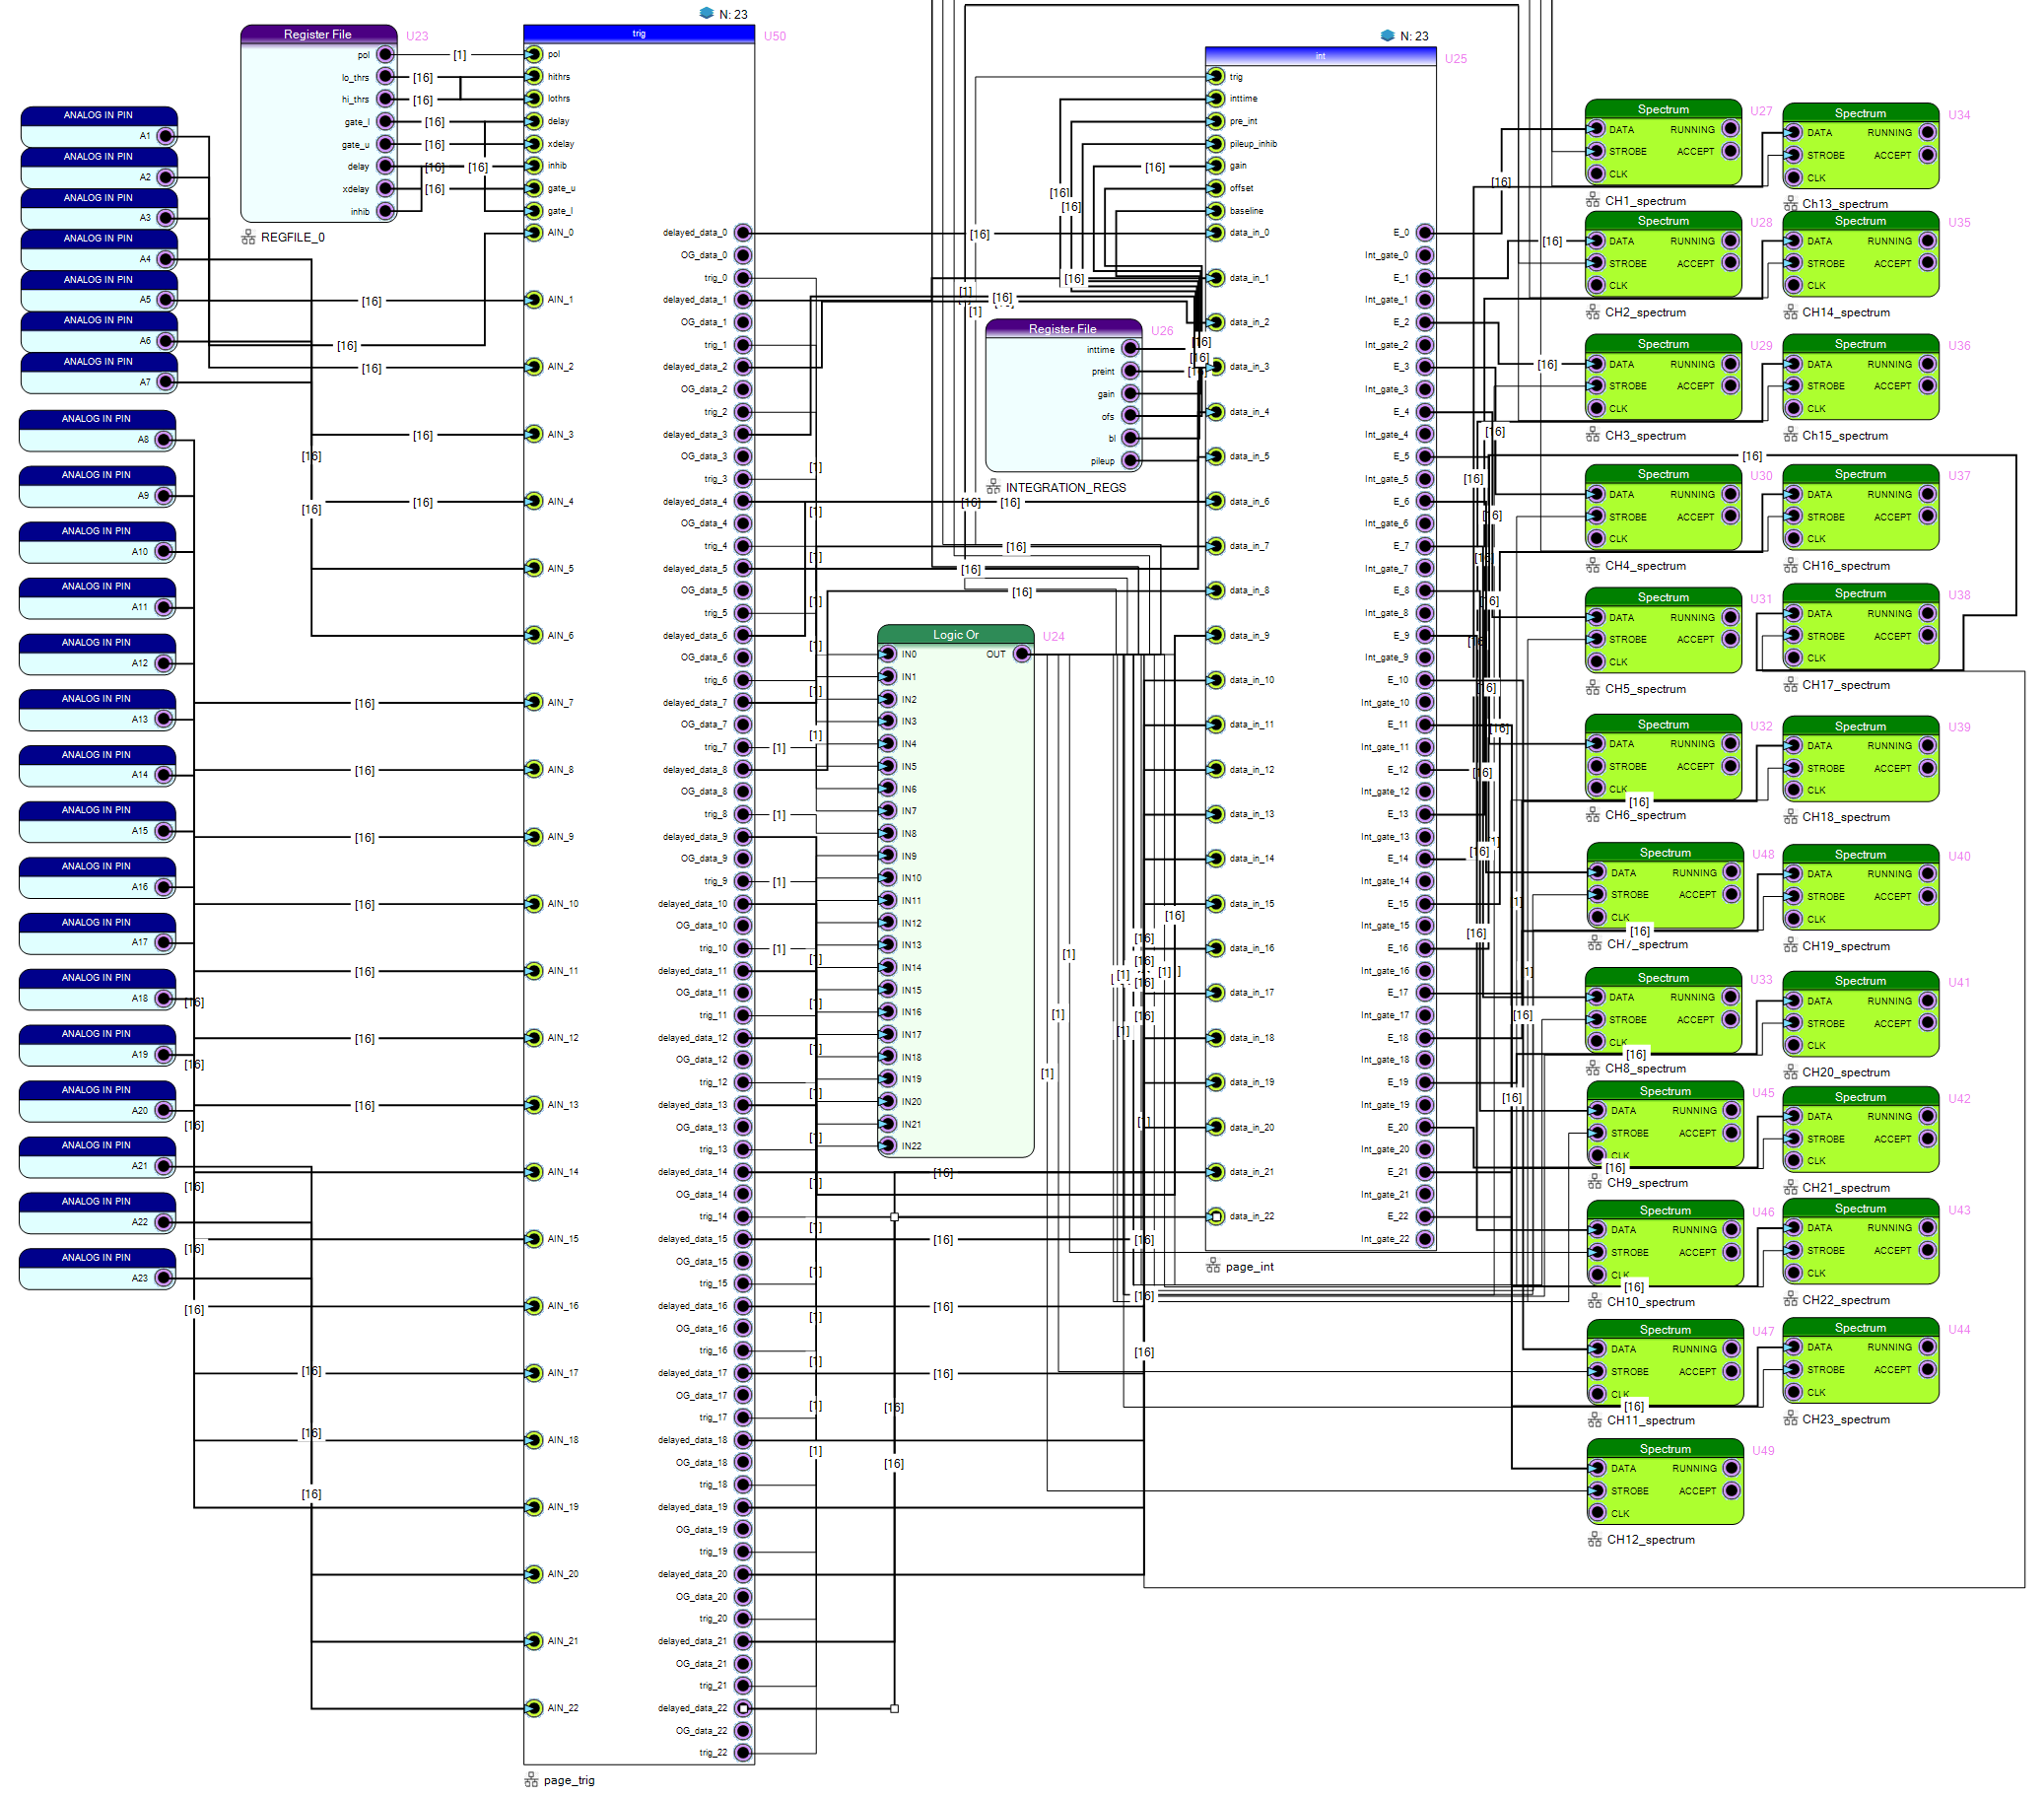 N: 23
Register File
U23
pol
lo_thrs
hi_thrs
gate_l
gate_u
delay
xdelay
inhib
REGFILE_0
[1]
[16]
[16]
[16]
[16]
[16]
[16]
[16]
ANALOG IN PIN
A1
ANALOG IN PIN
A2
ANALOG IN PIN
A3
ANALOG IN PIN
A4
ANALOG IN PIN
A5
ANALOG IN PIN
A6
ANALOG IN PIN
A7
ANALOG IN PIN
A8
ANALOG IN PIN
A9
ANALOG IN PIN
A10
ANALOG IN PIN
A11
ANALOG IN PIN
A12
ANALOG IN PIN
A13
ANALOG IN PIN
A14
ANALOG IN PIN
A15
ANALOG IN PIN
A16
ANALOG IN PIN
A17
ANALOG IN PIN
A18
ANALOG IN PIN
A19
ANALOG IN PIN
A20
ANALOG IN PIN
A21
ANALOG IN PIN
A22
ANALOG IN PIN
A23
trig
U50
pol
hithrs
lothrs
delay
xdelay
inhib
gate_u
gate_l
AIN_0
AIN_1
AIN_2
AIN_3
AIN_4
AIN_5
AIN_6
AIN_7
AIN_8
AIN_9
AIN_10
AIN_11
AIN_12
AIN_13
AIN_14
AIN_15
AIN_16
AIN_17
AIN_18
AIN_19
AIN_20
AIN_21
AIN_22
delayed_data_0
OG_data_0
trig_0
delayed_data_1
OG_data_1
trig_1
delayed_data_2
OG_data_2
trig_2
delayed_data_3
OG_data_3
trig_3
delayed_data_4
OG_data_4
trig_4
delayed_data_5
OG_data_5
trig_5
delayed_data_6
OG_data_6
trig_6
delayed_data_7
OG_data_7
trig_7
delayed_data_8
OG_data_8
trig_8
delayed_data_9
OG_data_9
trig_9
delayed_data_10
OG_data_10
trig_10
delayed_data_11
OG_data_11
trig_11
delayed_data_12
OG_data_12
trig_12
delayed_data_13
OG_data_13
trig_13
delayed_data_14
OG_data_14
trig_14
delayed_data_15
OG_data_15
trig_15
delayed_data_16
OG_data_16
trig_16
delayed_data_17
OG_data_17
trig_17
delayed_data_18
OG_data_18
trig_18
delayed_data_19
OG_data_19
trig_19
delayed_data_20
OG_data_20
trig_20
delayed_data_21
OG_data_21
trig_21
delayed_data_22
OG_data_22
trig_22
page_trig
Register File
U26
inttime
preint
gain
ofs
bl
pileup
INTEGRATION_REGS
Logic Or
U24
OUT
IN0
IN1
IN2
IN3
IN4
IN5
IN6
IN7
IN8
IN9
IN10
IN11
IN12
IN13
IN14
IN15
IN16
IN17
IN18
IN19
IN20
IN21
IN22
N: 23
int
U25
trig
inttime
pre_int
pileup_inhib
gain
offset
baseline
data_in_0
data_in_1
data_in_2
data_in_3
data_in_4
data_in_5
data_in_6
data_in_7
data_in_8
data_in_9
data_in_10
data_in_11
data_in_12
data_in_13
data_in_14
data_in_15
data_in_16
data_in_17
data_in_18
data_in_19
data_in_20
data_in_21
data_in_22
E_0
Int_gate_0
E_1
Int_gate_1
E_2
Int_gate_2
E_3
Int_gate_3
E_4
Int_gate_4
E_5
Int_gate_5
E_6
Int_gate_6
E_7
Int_gate_7
E_8
Int_gate_8
E_9
Int_gate_9
E_10
Int_gate_10
E_11
Int_gate_11
E_12
Int_gate_12
E_13
Int_gate_13
E_14
Int_gate_14
E_15
Int_gate_15
E_16
Int_gate_16
E_17
Int_gate_17
E_18
Int_gate_18
E_19
Int_gate_19
E_20
Int_gate_20
E_21
Int_gate_21
E_22
Int_gate_22
page_int
Spectrum
U27
DATA RUNNING
STROBE ACCEPT
CLK
CH1_spectrum
Spectrum
U28
DATA RUNNING
STROBE ACCEPT
CLK
CH2_spectrum
Spectrum
U29
DATA RUNNING
STROBE ACCEPT
CLK
CH3_spectrum
Spectrum
U30
DATA RUNNING
STROBE ACCEPT
CLK
CH4_spectrum
Spectrum
U31
DATA RUNNING
STROBE ACCEPT
CLK
CH5_spectrum
Spectrum
U32
DATA RUNNING
STROBE ACCEPT
CLK
CH6_spectrum
Spectrum
U48
DATA RUNNING
STROBE ACCEPT
CLK
CH7_spectrum
Spectrum
U33
DATA RUNNING
STROBE ACCEPT
CLK
CH8_spectrum
Spectrum
U45
DATA RUNNING
STROBE ACCEPT
CLK
CH9_spectrum
Spectrum
U46
DATA RUNNING
STROBE ACCEPT
CLK
CH10_spectrum
Spectrum
U47
DATA RUNNING
STROBE ACCEPT
CLK
CH11_spectrum
Spectrum
U49
DATA RUNNING
STROBE ACCEPT
CLK
CH12_spectrum
Spectrum
U34
DATA RUNNING
STROBE ACCEPT
CLK
Ch13_spectrum
Spectrum
U35
DATA RUNNING
STROBE ACCEPT
CLK
CH14_spectrum
Spectrum
U36
DATA RUNNING
STROBE ACCEPT
CLK
Ch15_spectrum
Spectrum
U37
DATA RUNNING
STROBE ACCEPT
CLK
CH16_spectrum
Spectrum
U38
DATA RUNNING
STROBE ACCEPT
CLK
CH17_spectrum
Spectrum
U39
DATA RUNNING
STROBE ACCEPT
CLK
CH18_spectrum
Spectrum
U40
DATA RUNNING
STROBE ACCEPT
CLK
CH19_spectrum
Spectrum
U41
DATA RUNNING
STROBE ACCEPT
CLK
CH20_spectrum
Spectrum
U42
DATA RUNNING
STROBE ACCEPT
CLK
CH21_spectrum
Spectrum
U43
DATA RUNNING
STROBE ACCEPT
CLK
CH22_spectrum
Spectrum
U44
DATA RUNNING
STROBE ACCEPT
CLK
CH23_spectrum